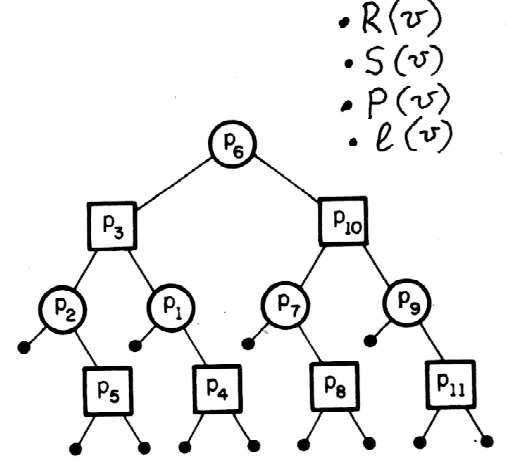 • R(v)
• S(v)
• P(v)
• l(v)
p6
p3 p10
p2 p1 p7 p9
p5 p4 p8 p11